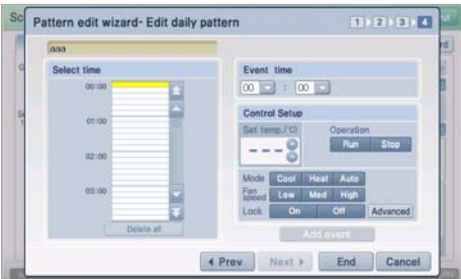 Pattern edit wizard- Edit daily pattern
1 2 3 4
aaa
Select time
00:00
01:00
02:00
03:00
Delete all
Event time
00 : 00
Control Setup
Set temp.(℃) Operation
--- Run Stop
Mode Cool Heat Auto
Fan speed Low Med High
Lock On Off Advanced
Add event
Prev Next End Cancel